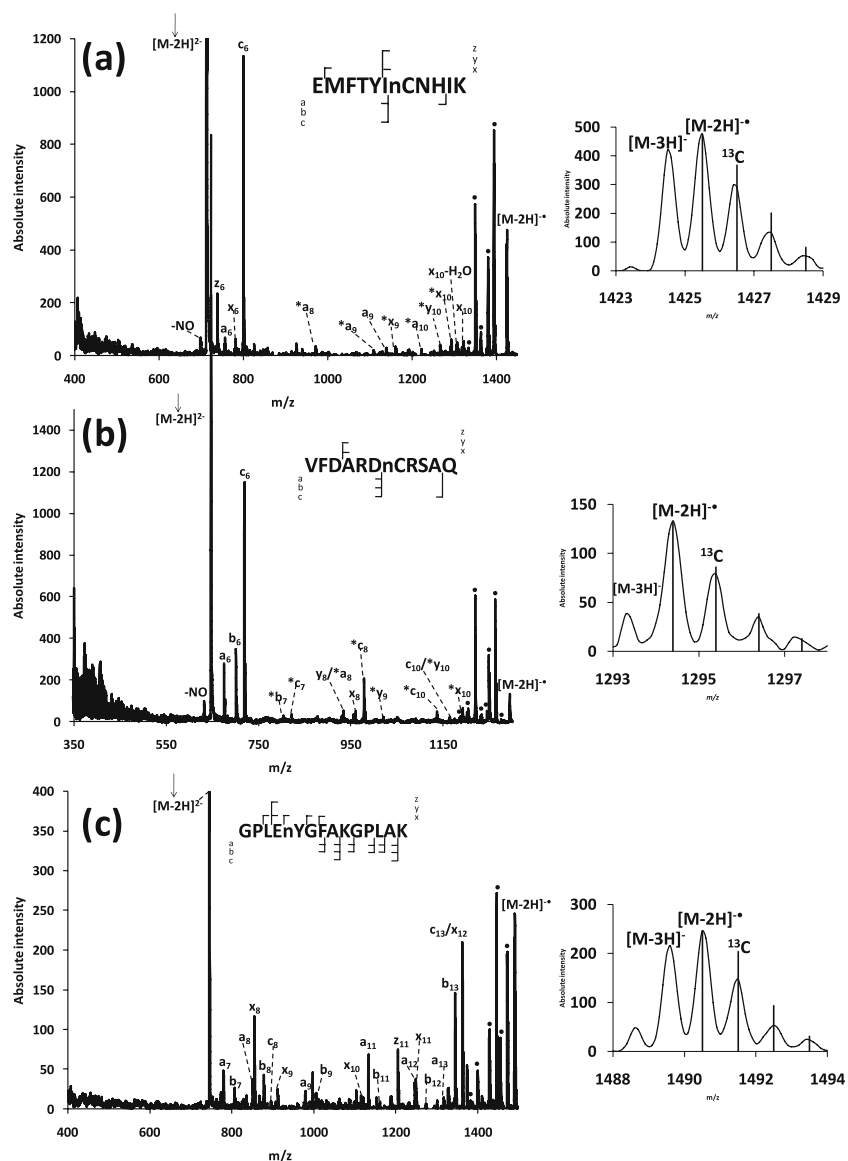 (a)
[M-2H]²⁻
c₆
EMFTYInCNHIK
z
y
x
a
b
c
1200
1000
800
600
400
200
0
Absolute intensity
-NO
z₆
a₆
x₆
*a₈
*a₉
a₉
*x₉
*a₁₀
*y₁₀
*x₁₀
x₁₀-H₂O
x₁₀
[M-2H]⁻•
400
600
800
1000
1200
1400
m/z
500
400
300
200
100
0
Absolute intensity
[M-3H]⁻
[M-2H]⁻•
¹³C
1423
1425
1427
1429
m/z
(b)
[M-2H]²⁻
c₆
VFDARDnCRSAQ
z
y
x
a
b
c
1400
1200
1000
800
600
400
200
0
Absolute intensity
-NO
a₆
b₆
*b₇
*c₇
y₈/*a₈
x₈
*c₈
*y₉
*c₁₀
c₁₀/*y₁₀
*x₁₀
[M-2H]⁻•
350
550
750
950
1150
m/z
150
100
50
0
Absolute intensity
[M-3H]⁻
[M-2H]⁻•
¹³C
1293
1295
1297
m/z
(c)
[M-2H]²⁻
GPLEnYGFAKGPLAK
z
y
x
a
b
c
400
350
300
250
200
150
100
50
0
Absolute intensity
a₇
b₇
a₈
x₈
b₈
c₈
x₉
a₉
b₉
x₁₀
a₁₁
b₁₁
z₁₁
a₁₂
x₁₁
b₁₂
a₁₃
b₁₃
c₁₃/x₁₂
[M-2H]⁻•
400
600
800
1000
1200
1400
m/z
300
200
100
0
Absolute intensity
[M-3H]⁻
[M-2H]⁻•
¹³C
1488
1490
1492
1494
m/z